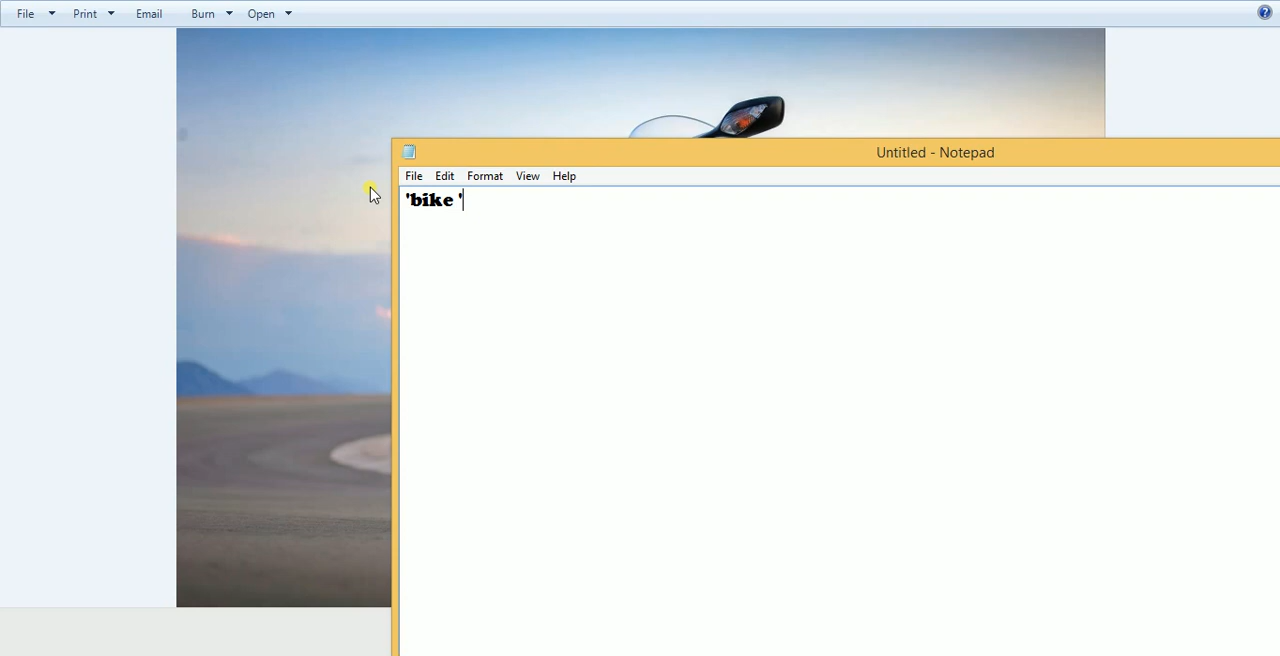 File Print Email Burn Open
Untitled - Notepad
File Edit Format View Help
'bike '